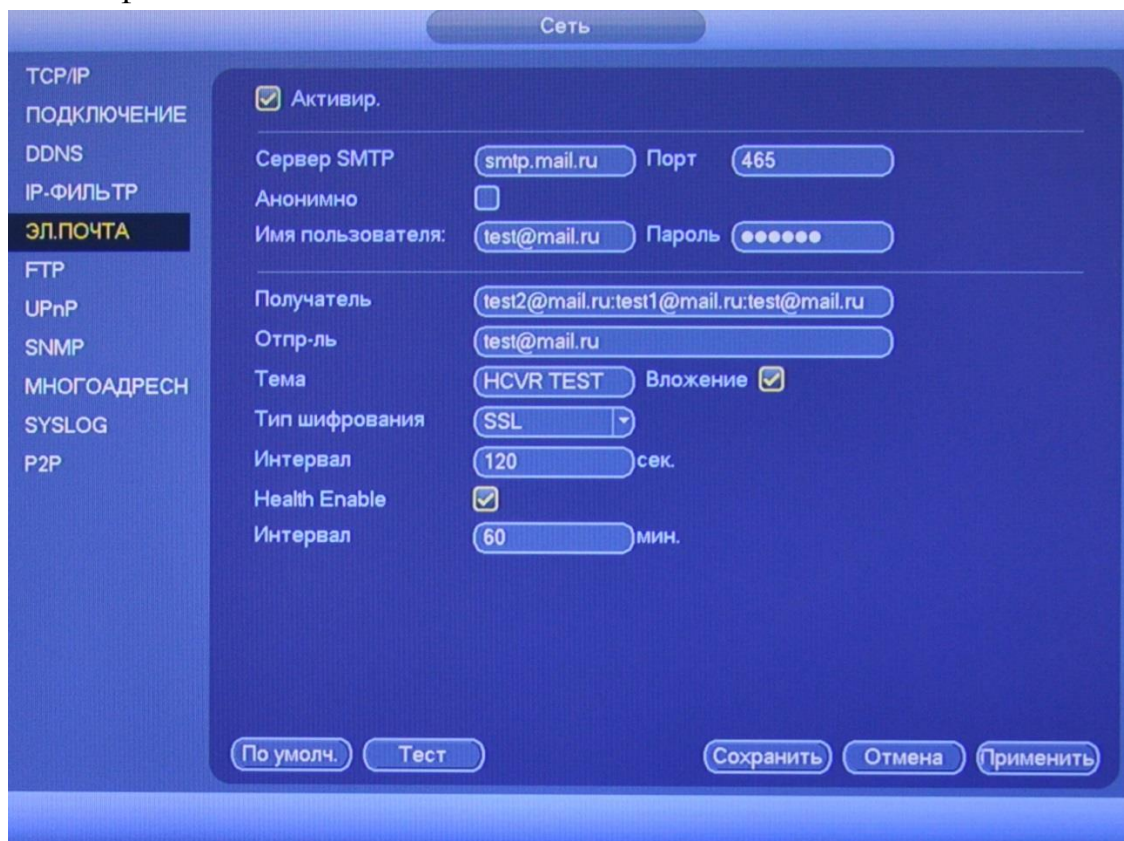 Сеть
TCP/IP
ПОДКЛЮЧЕНИЕ
DDNS
IP-ФИЛЬТР
ЭЛ.ПОЧТА
FTP
UPnP
SNMP
МНОГОАДРЕСН
SYSLOG
P2P
Активир.
Сервер SMTP smtp.mail.ru Порт 465
Анонимно
Имя пользователя: test@mail.ru Пароль ●●●●●●
Получатель test2@mail.ru:test1@mail.ru:test@mail.ru
Отпр-ль test@mail.ru
Тема HCVR TEST Вложение
Тип шифрования SSL
Интервал 120 сек.
Health Enable
Интервал 60 мин.
По умолч. Тест Сохранить Отмена Применить